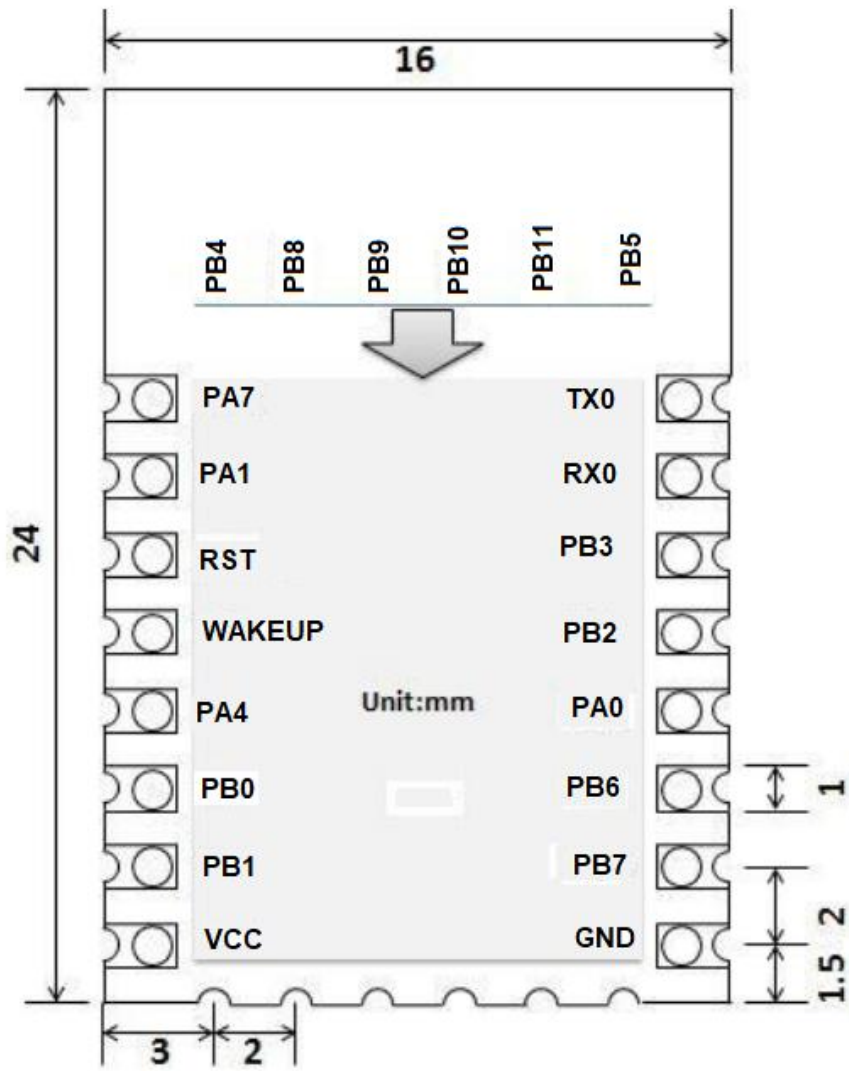 16
PB4 PB8 PB9 PB10 PB11 PB5
PA7 TX0
PA1 RX0
RST PB3
24
WAKEUP PB2
PA4 Unit:mm PA0
PB0 PB6 1
PB1 PB7
2
VCC GND
1.5
3 2